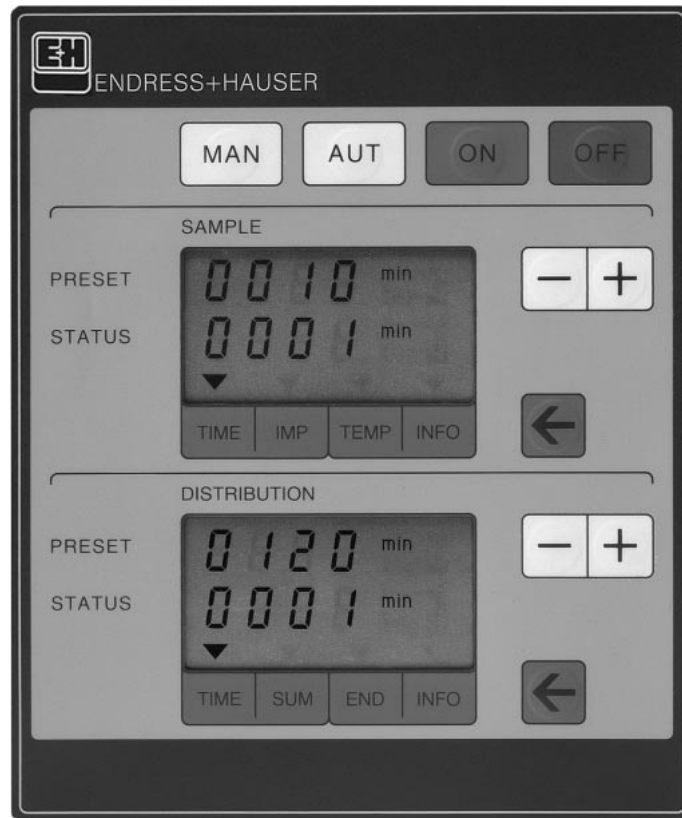 E+H
ENDRESS+HAUSER
MAN AUT ON OFF
SAMPLE
PRESET 0010 min − +
STATUS 0001 min
TIME IMP TEMP INFO
DISTRIBUTION
PRESET 0120 min − +
STATUS 0001 min
TIME SUM END INFO